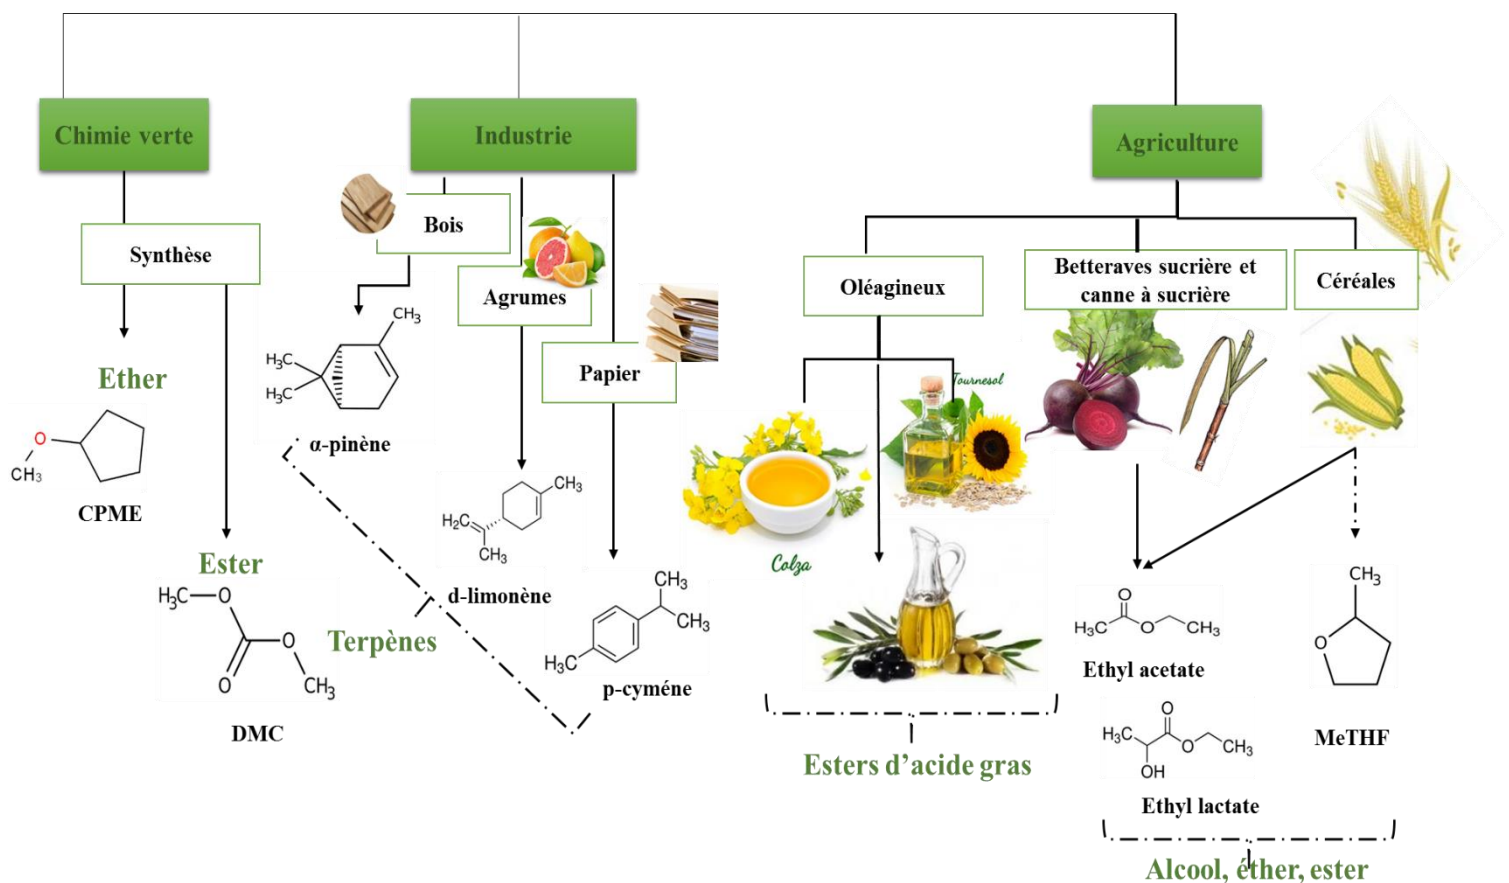 Chimie verte
Industrie
Agriculture
Bois
Synthèse
Agrumes
Oléagineux
Betteraves sucrière et
canne à sucrière
Céréales
Papier
Ether
O
CH₃
CPME
CH₃
H₃C
H₃C
α-pinène
CH₃
H₂C
CH₃
d-limonène
Tournesol
Colza
Ester
H₃C
O
O
O
CH₃
DMC
Terpènes
CH₃
CH₃
H₃C
p-cyméne
Esters d’acide gras
O
H₃C
O
CH₃
Ethyl acetate
O
H₃C
O
CH₃
OH
Ethyl lactate
CH₃
O
MeTHF
Alcool, éther, ester